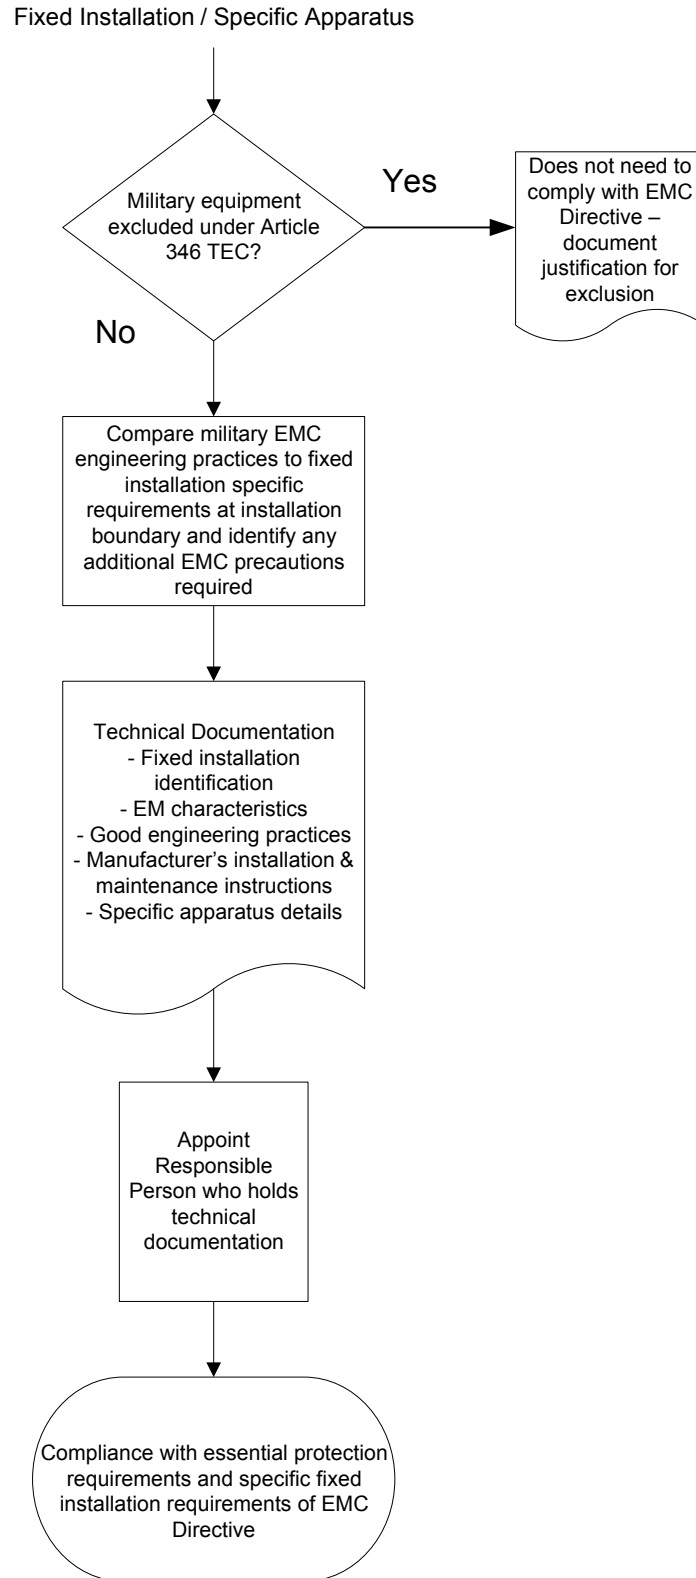 Fixed Installation / Specific Apparatus
Military equipment
excluded under Article
346 TEC?
Yes
Does not need to
comply with EMC
Directive –
document
justification for
exclusion
No
Compare military EMC
engineering practices to fixed
installation specific
requirements at installation
boundary and identify any
additional EMC precautions
required
Technical Documentation
- Fixed installation
identification
- EM characteristics
- Good engineering practices
- Manufacturer’s installation &
maintenance instructions
- Specific apparatus details
Appoint
Responsible
Person who holds
technical
documentation
Compliance with essential protection
requirements and specific fixed
installation requirements of EMC
Directive